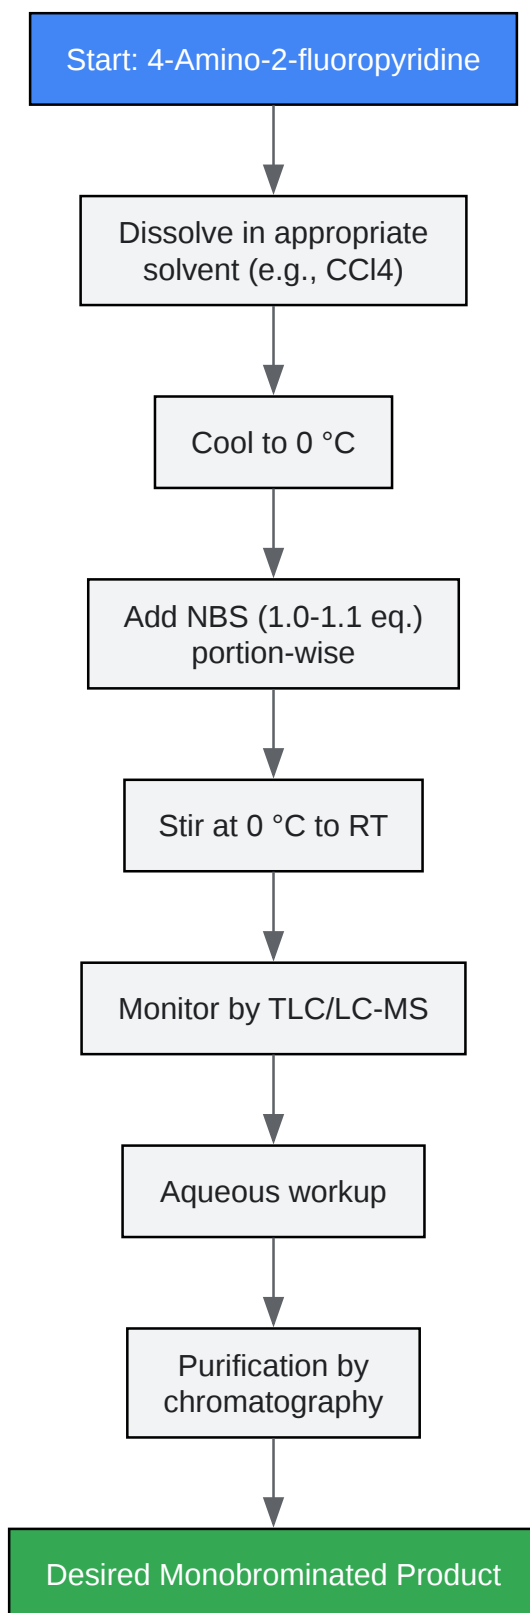 Start: 4-Amino-2-fluoropyridine
Dissolve in appropriate
solvent (e.g., CCl4)
Cool to 0 °C
Add NBS (1.0-1.1 eq.)
portion-wise
Stir at 0 °C to RT
Monitor by TLC/LC-MS
Aqueous workup
Purification by
chromatography
Desired Monobrominated Product